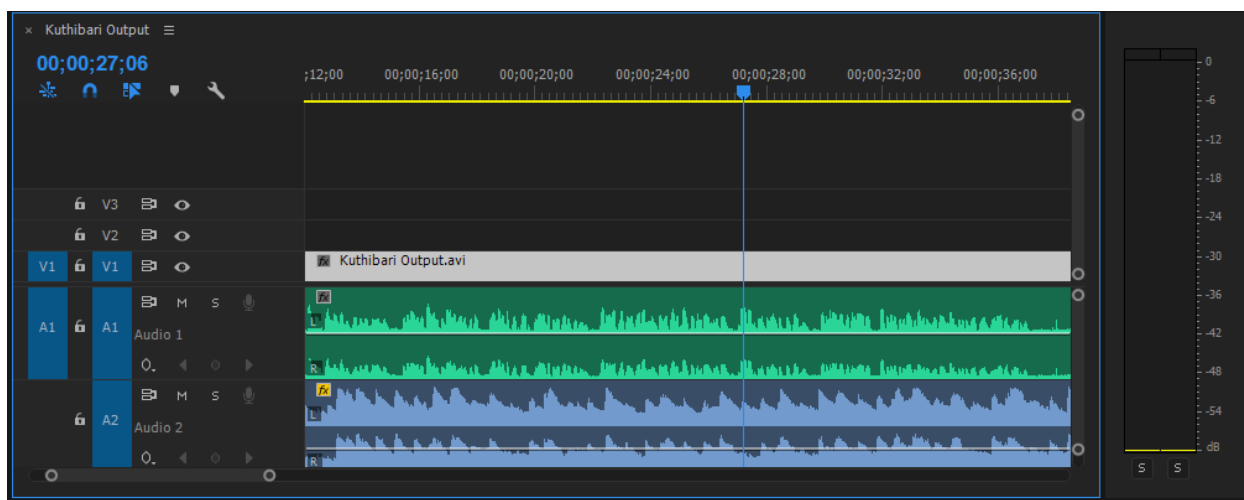 × Kuthibari Output ≡
00;00;27;06
;12;00 00;00;16;00 00;00;20;00 00;00;24;00 00;00;28;00 00;00;32;00 00;00;36;00
V3
V2
V1 V1 fx Kuthibari Output.avi
M S fx
L
A1 A1 Audio 1
R
M S fx
L
A2 Audio 2
R
0
-6
-12
-18
-24
-30
-36
-42
-48
-54
dB
S S